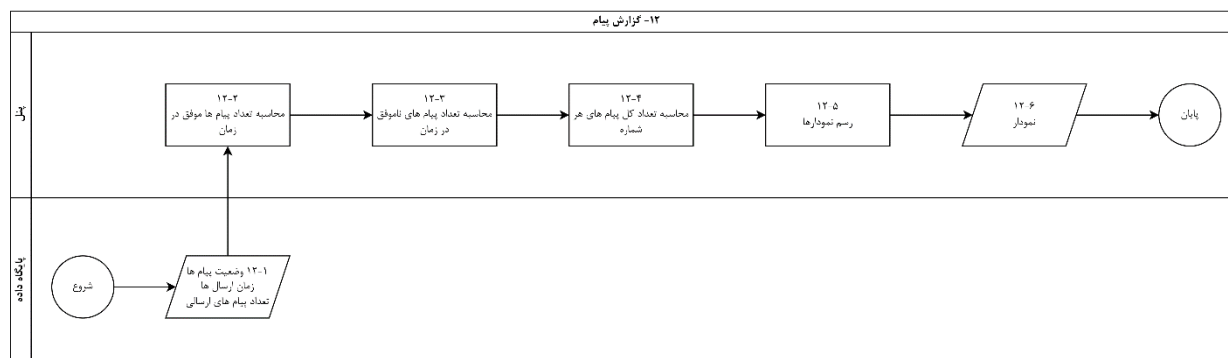 ۱۲- گزارش پیام
پنل
۱۲-۲
محاسبه تعداد پیام ها موفق در
زمان
۱۲-۳
محاسبه تعداد پیام های ناموفق
در زمان
۱۲-۴
محاسبه تعداد کل پیام های هر
شماره
۱۲-۵
رسم نمودارها
۱۲-۶
نمودار
پایان
پایگاه داده
شروع
۱۲-۱ وضعیت پیام ها
زمان ارسال ها
تعداد پیام های ارسالی